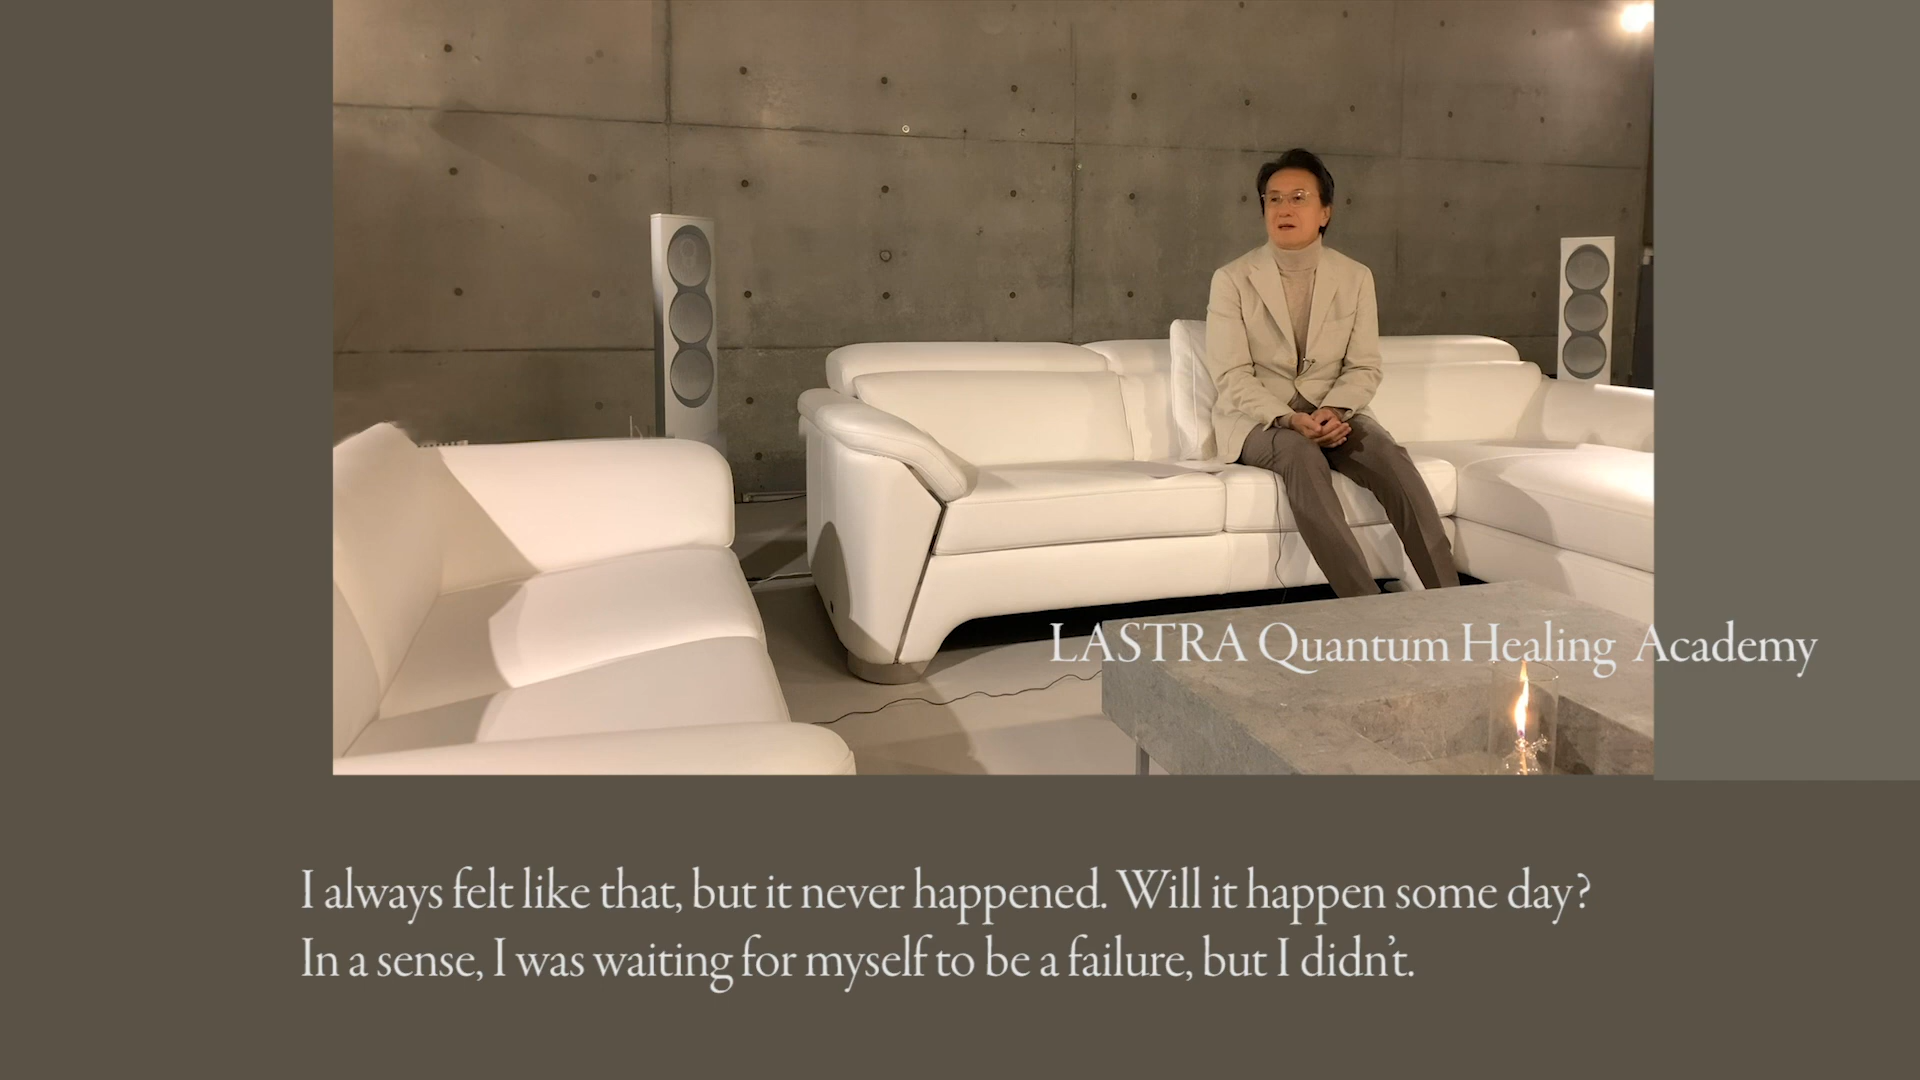 LASTRA Quantum Healing Academy
I always felt like that, but it never happened. Will it happen some day?
In a sense, I was waiting for myself to be a failure, but I didn't.